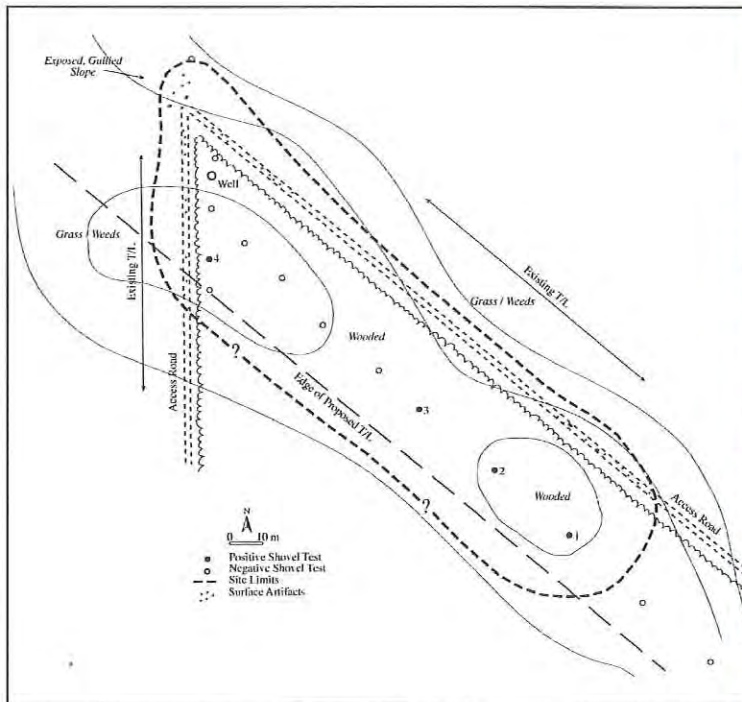 Exposed, Gullied
Slope
Well
Grass / Weeds
Existing T/L
4
Existing T/L
Grass / Weeds
Wooded
?
Access Road
Edge of Proposed T/L
3
2
Wooded
Access Road
?
1
N
0 10 m
Positive Shovel Test
Negative Shovel Test
Site Limits
Surface Artifacts